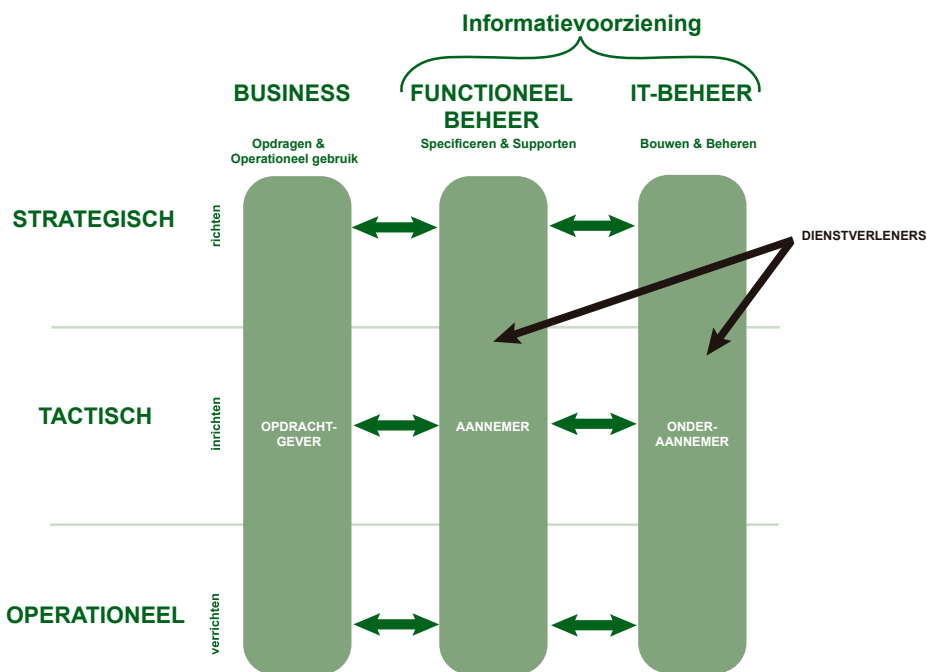 Informatievoorziening
BUSINESS
FUNCTIONEEL
BEHEER
IT-BEHEER
Opdragen &
Operationeel gebruik
Specificeren & Supporten
Bouwen & Beheren
STRATEGISCH
richten
DIENSTVERLENERS
TACTISCH
inrichten
OPDRACHT-
GEVER
AANNEMER
ONDER-
AANNEMER
OPERATIONEEL
verrichten